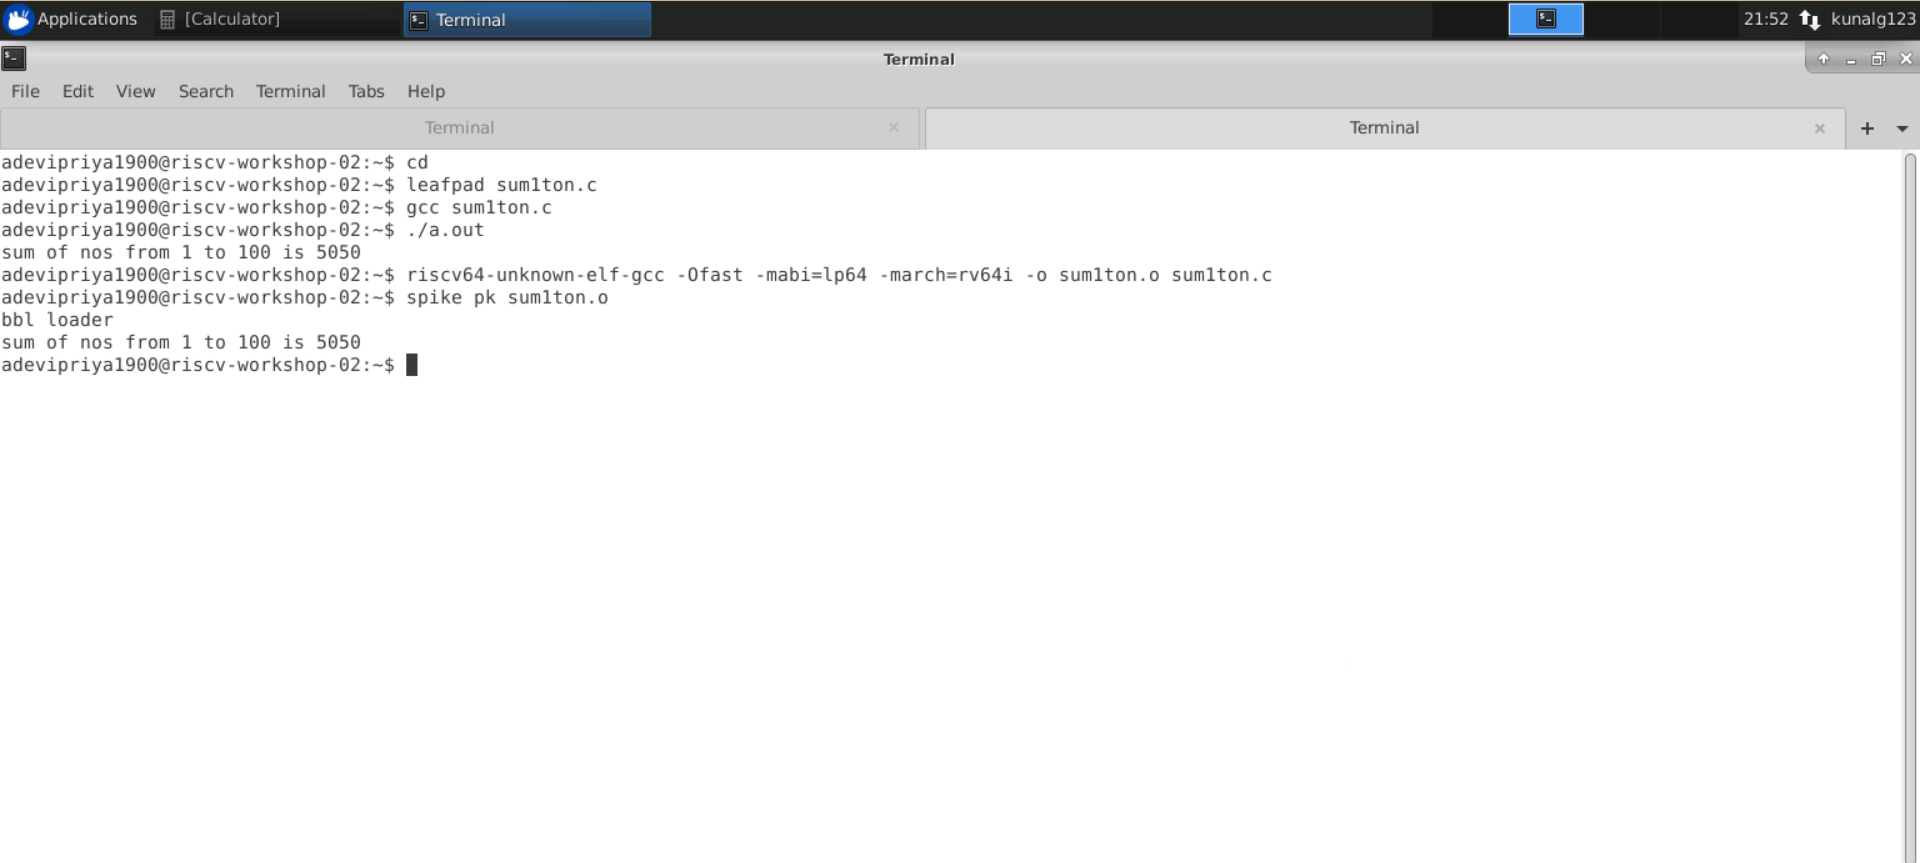 Applications [Calculator] Terminal 21:52 kunalg123
Terminal
File Edit View Search Terminal Tabs Help
Terminal Terminal
adevipriya1900@riscv-workshop-02:~$ cd
adevipriya1900@riscv-workshop-02:~$ leafpad sum1ton.c
adevipriya1900@riscv-workshop-02:~$ gcc sum1ton.c
adevipriya1900@riscv-workshop-02:~$ ./a.out
sum of nos from 1 to 100 is 5050
adevipriya1900@riscv-workshop-02:~$ riscv64-unknown-elf-gcc -Ofast -mabi=lp64 -march=rv64i -o sum1ton.o sum1ton.c
adevipriya1900@riscv-workshop-02:~$ spike pk sum1ton.o
bbl loader
sum of nos from 1 to 100 is 5050
adevipriya1900@riscv-workshop-02:~$